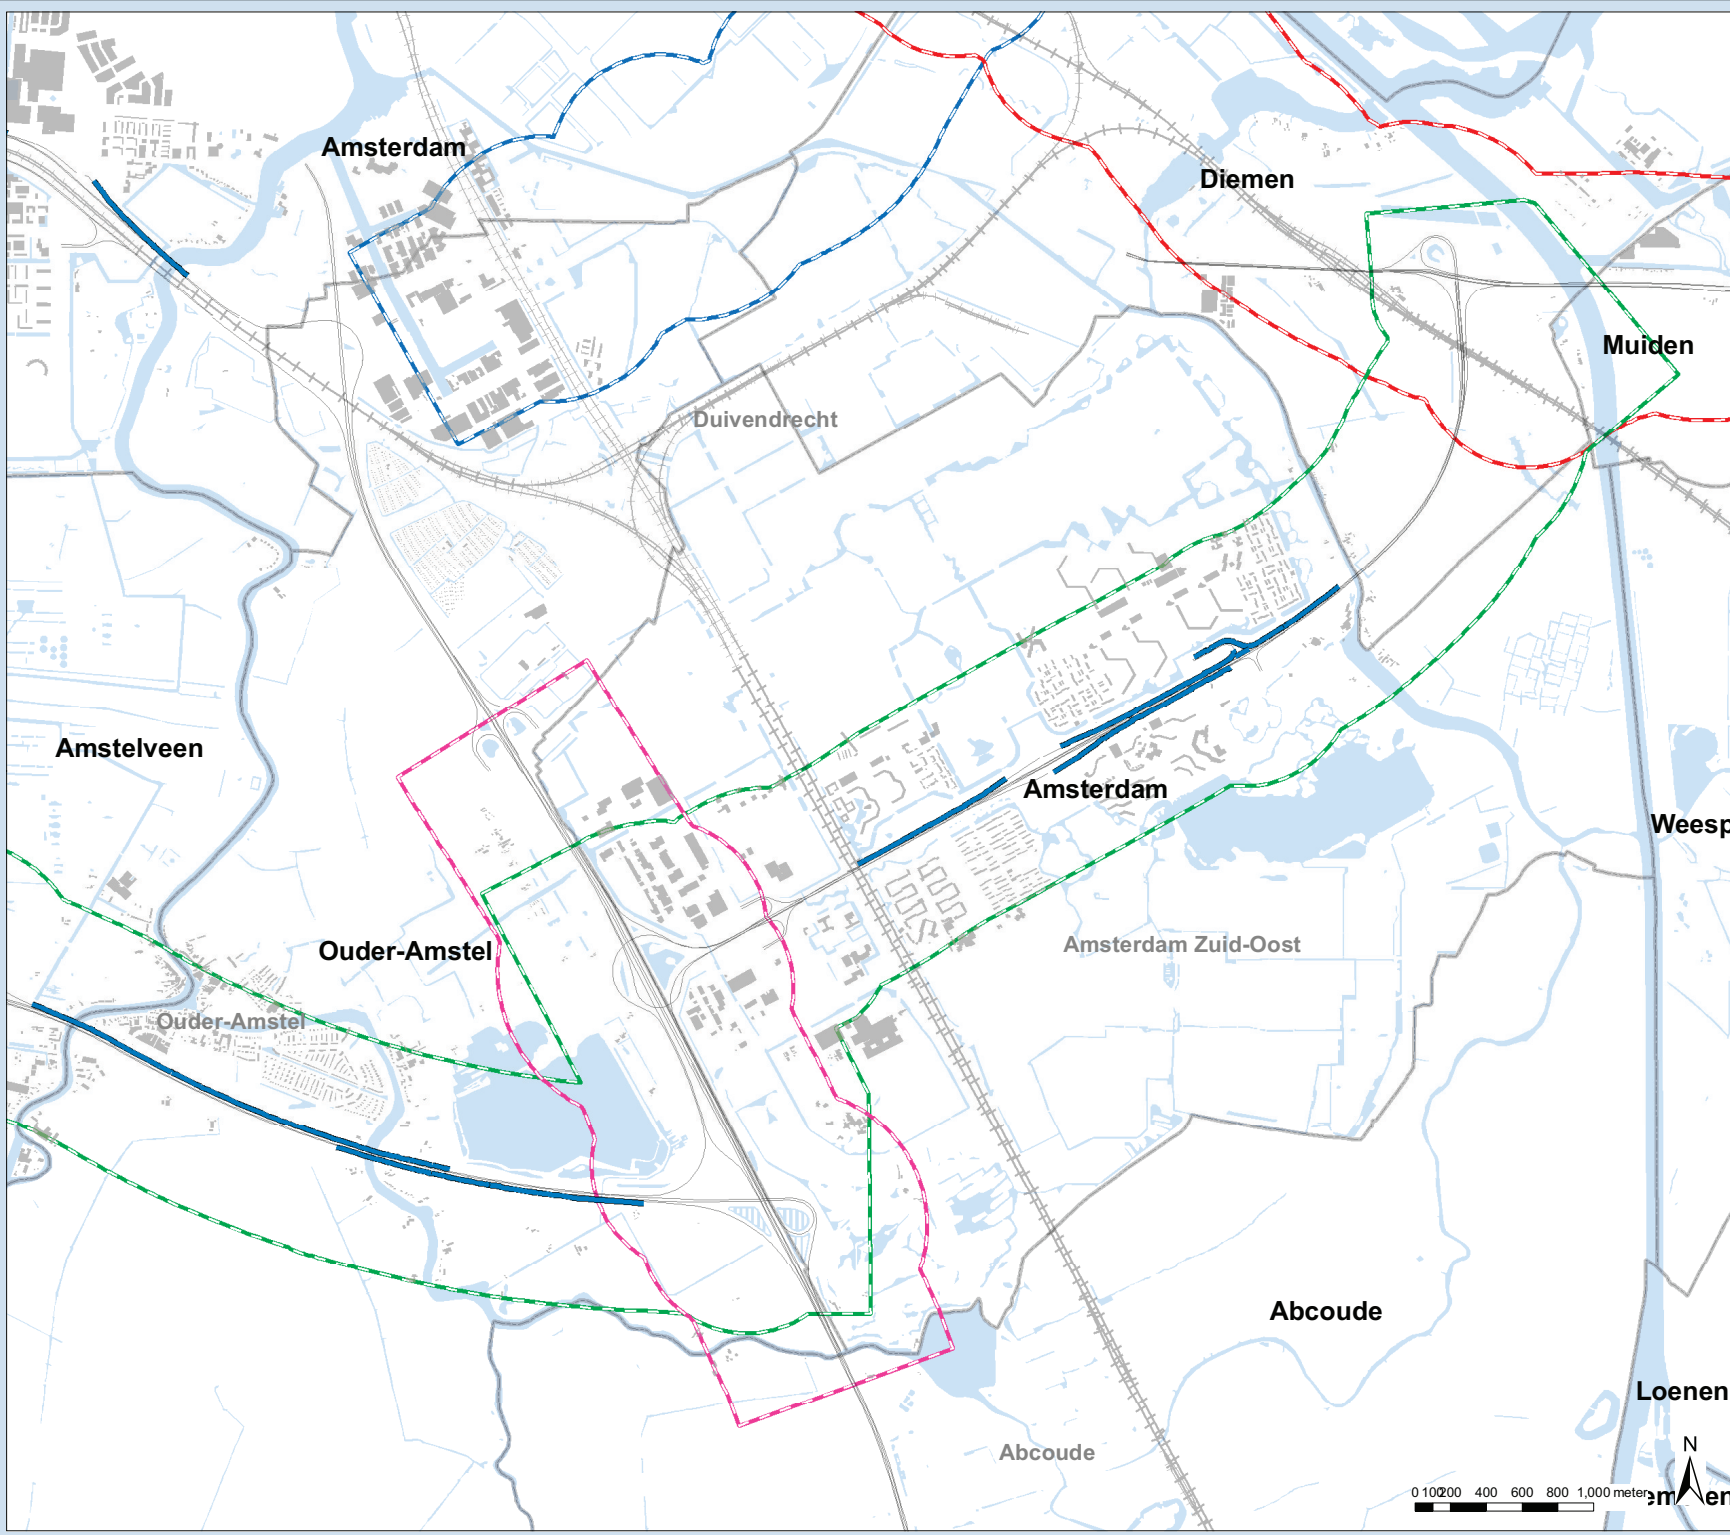 Amsterdam
Diemen
Muiden
Duivendrecht
Amstelveen
Amsterdam
Weesp
Ouder-Amstel
Amsterdam Zuid-Oost
Ouder-Amstel
Abcoude
Loenen
Abcoude
N
0 100 200 400 600 800 1,000 meter